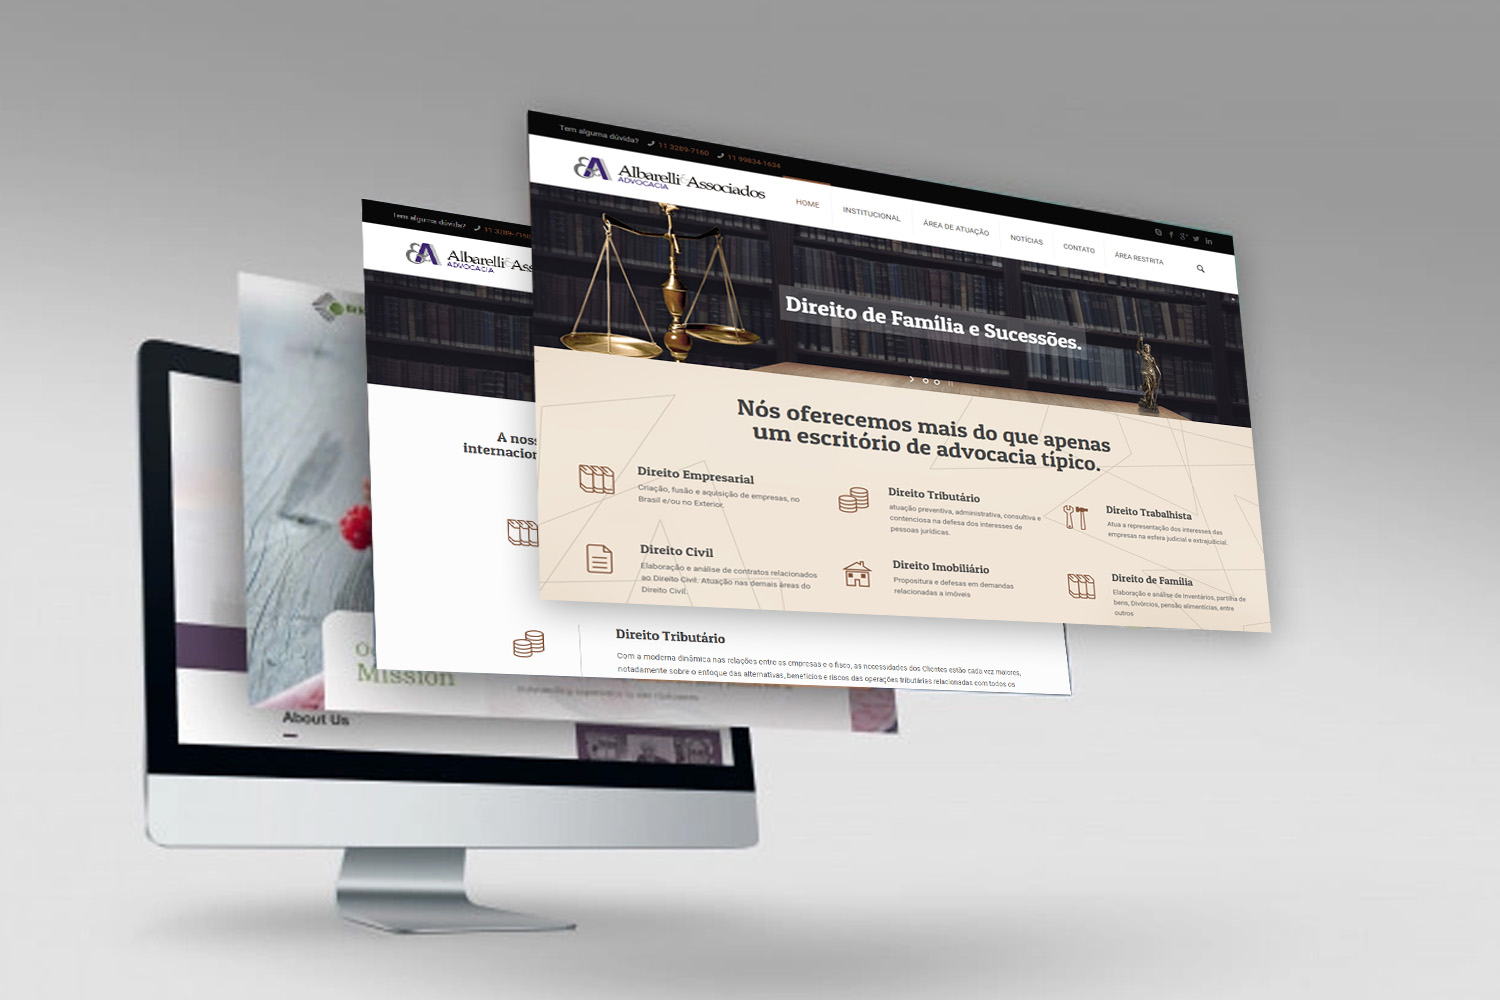 Tem alguma dúvida? 11 3289-7160 11 99834-1634
Albarelli & Associados
ADVOCACIA
HOME
INSTITUCIONAL
ÁREA DE ATUAÇÃO
NOTÍCIAS
CONTATO
ÁREA RESTRITA
Direito de Família e Sucessões.
Nós oferecemos mais do que apenas
um escritório de advocacia típico.
Direito Empresarial
Criação, fusão e aquisição de empresas, no
Brasil e/ou no Exterior.
Direito Tributário
atuação preventiva, administrativa, consultiva e
contenciosa na defesa dos interesses de
pessoas jurídicas.
Direito Trabalhista
Atua a representação dos interesses das
empresas na esfera judicial e extrajudicial.
Direito Civil
Elaboração e análise de contratos relacionados
ao Direito Civil. Atuação nas demais áreas do
Direito Civil.
Direito Imobiliário
Propositura e defesas em demandas
relacionadas a imóveis
Direito de Família
Elaboração e análise de inventários, partilha de
bens, Divórcios, pensão alimentícias, entre
outros
Tem alguma dúvida? 11 3289-7160
Albarelli & Ass
ADVOCACIA
A noss
internacion
Direito Tributário
Com a moderna dinâmica nas relações entre os empresas e o fisco, as necessidades dos Clientes estão cada vez maiores,
notadamente sobre o enfoque das alternativas, benefícios e riscos das operações tributárias relacionadas com todos os
Mission
About Us